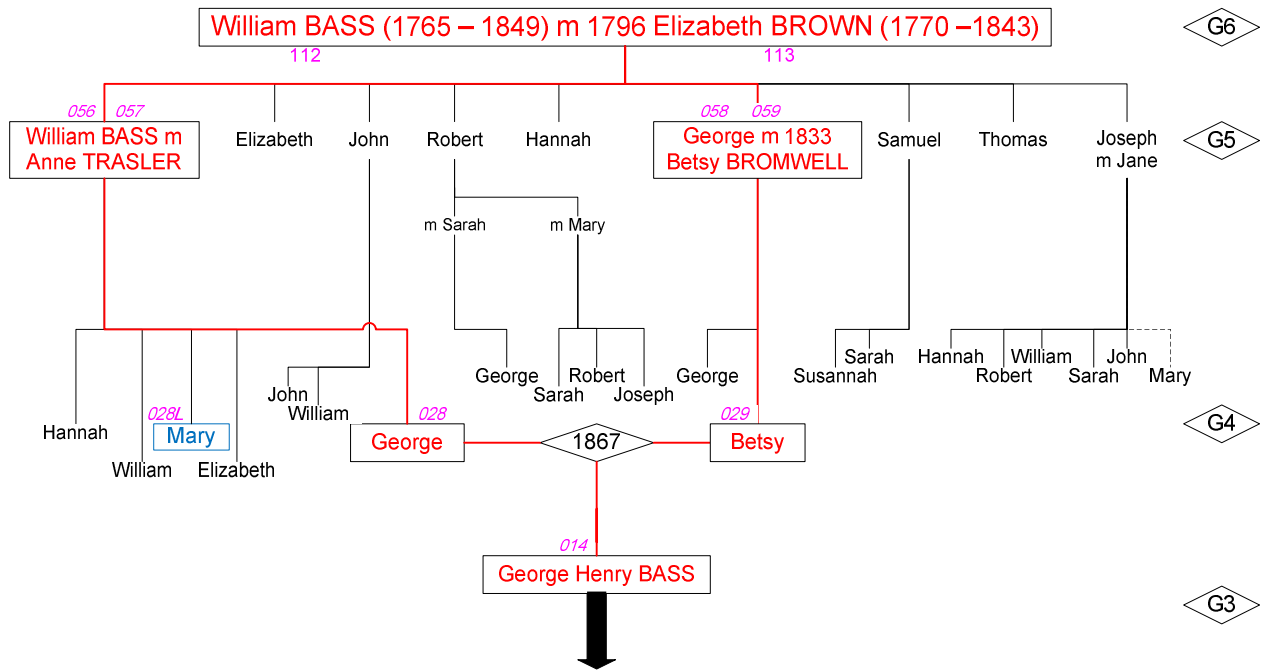 William BASS (1765 – 1849) m 1796 Elizabeth BROWN (1770 –1843)
G6
112
113
056
057
058
059
William BASS m
Anne TRASLER
Elizabeth
John
Robert
Hannah
George m 1833
Betsy BROMWELL
Samuel
Thomas
Joseph
m Jane
G5
m Sarah
m Mary
George
Sarah
Robert
Joseph
George
Susannah
Sarah
Hannah
Robert
William
Sarah
John
Mary
John
William
Hannah
William
028L
Mary
Elizabeth
028
George
1867
029
Betsy
G4
014
George Henry BASS
G3